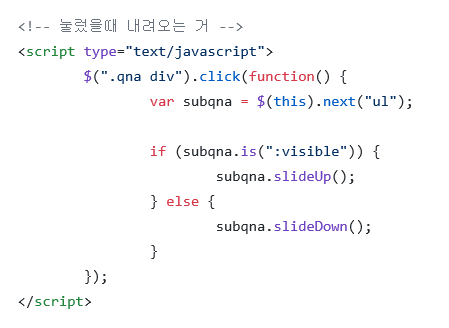 <!-- 눌렀을때 내려오는 거 -->
<script type="text/javascript">
        $(".qna div").click(function() {
                var subqna = $(this).next("ul");

                if (subqna.is(":visible")) {
                        subqna.slideUp();
                } else {
                        subqna.slideDown();
                }
        });
</script>